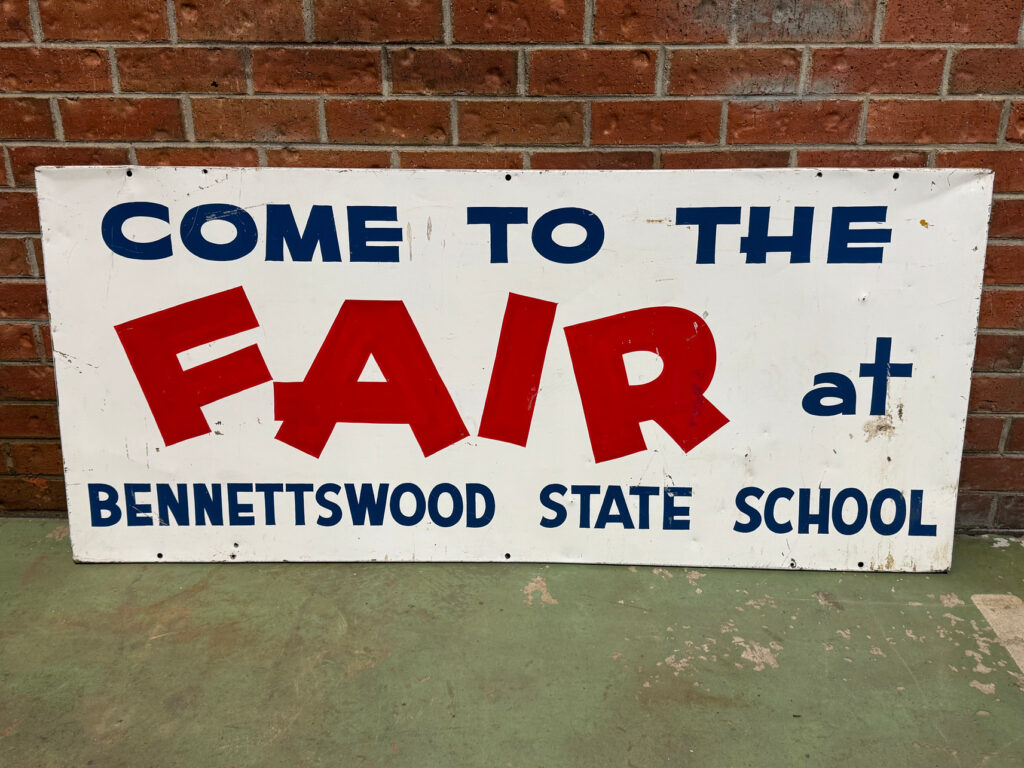 COME TO THE
FAIR at
BENNETTSWOOD STATE SCHOOL